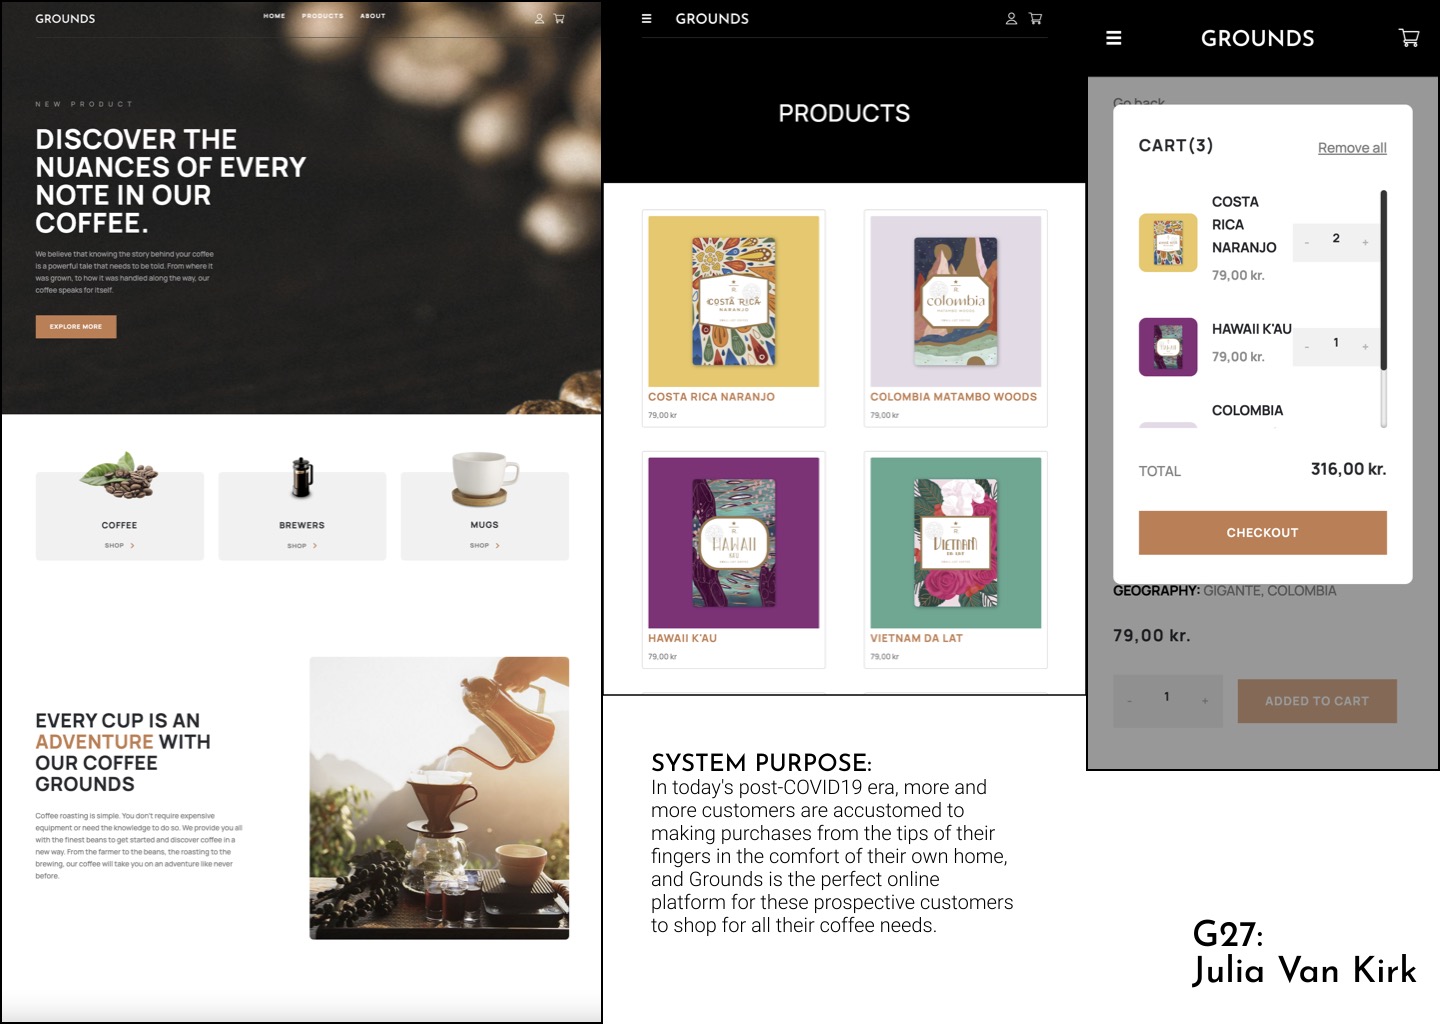 GROUNDS
HOME PRODUCTS ABOUT
NEW PRODUCT
DISCOVER THE
NUANCES OF EVERY
NOTE IN OUR
COFFEE.
We believe that knowing the story behind your coffee
is a powerful tale that needs to be told. From where it
was grown, to how it was handled along the way, our
coffee speaks for itself.
EXPLORE MORE
COFFEE
SHOP
BREWERS
SHOP
MUGS
SHOP
EVERY CUP IS AN
ADVENTURE WITH
OUR COFFEE
GROUNDS
Coffee roasting is simple. You don't require expensive
equipment or need the knowledge to do so. We provide you all
with the finest beans to get started and discover coffee in a
new way. From the farmer to the beans, the roasting to the
brewing, our coffee will take you on an adventure like never
before.
GROUNDS
PRODUCTS
COSTA RICA
NARANJO
COSTA RICA NARANJO
79,00 kr
colombia
MATAMBO WOODS
COLOMBIA MATAMBO WOODS
79,00 kr
HAWAII
HAWAII K'AU
79,00 kr
VIETNAM
DA LAT
VIETNAM DA LAT
79,00 kr
SYSTEM PURPOSE:
In today's post-COVID19 era, more and
more customers are accustomed to
making purchases from the tips of their
fingers in the comfort of their own home,
and Grounds is the perfect online
platform for these prospective customers
to shop for all their coffee needs.
GROUNDS
Go back
CART(3)
Remove all
COSTA
RICA
NARANJO
79,00 kr.
- 2 +
HAWAII K'AU
79,00 kr.
- 1 +
COLOMBIA
TOTAL
316,00 kr.
CHECKOUT
GEOGRAPHY: GIGANTE, COLOMBIA
79,00 kr.
- 1 +
ADDED TO CART
G27:
Julia Van Kirk